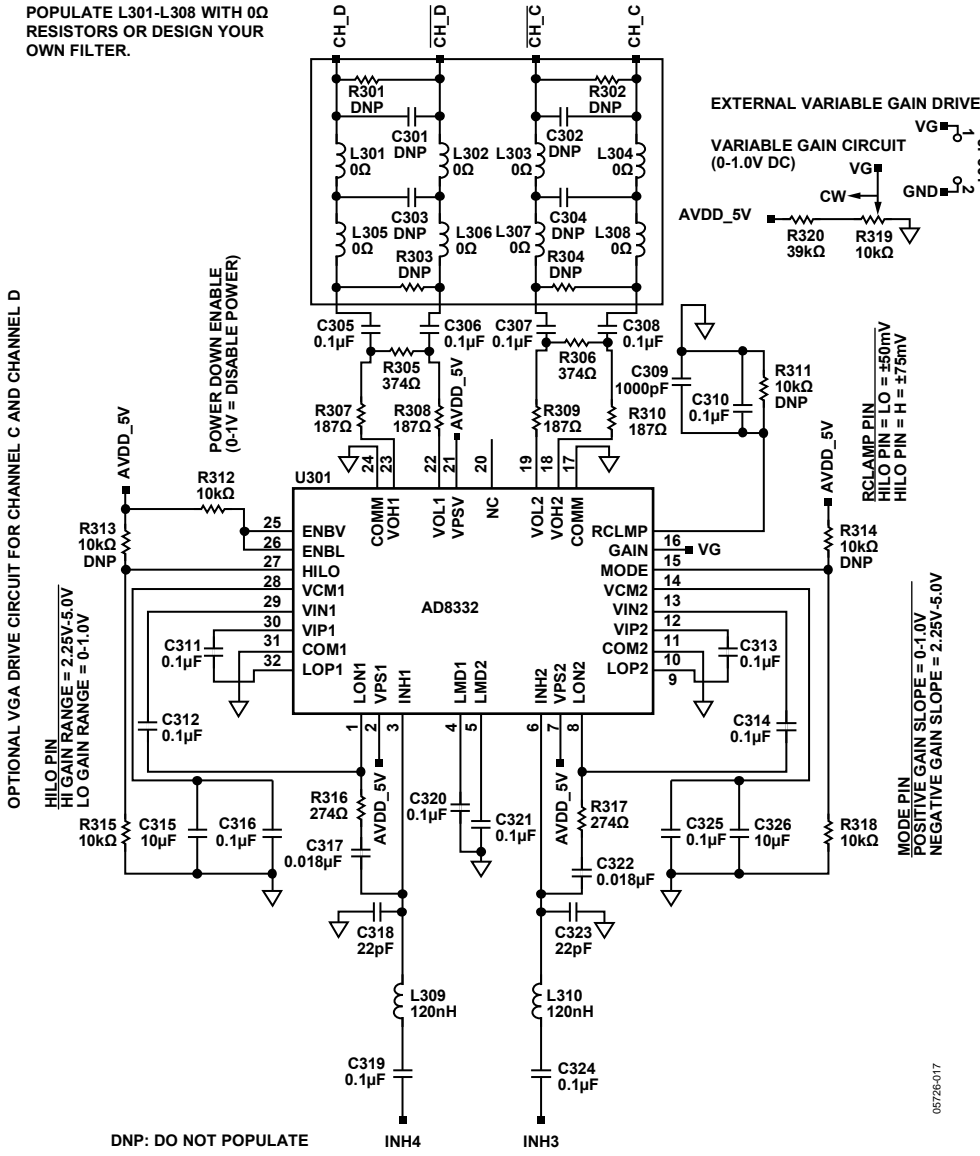 POPULATE L301-L308 WITH 0Ω
RESISTORS OR DESIGN YOUR
OWN FILTER.
CH_D
CH_D
CH_C
CH_C
R301
DNP
R302
DNP
C301
DNP
C302
DNP
L301
0Ω
L302
0Ω
L303
0Ω
L304
0Ω
C303
DNP
C304
DNP
L305
0Ω
L306
0Ω
L307
0Ω
L308
0Ω
R303
DNP
R304
DNP
EXTERNAL VARIABLE GAIN DRIVE
VG
1
VARIABLE GAIN CIRCUIT
(0-1.0V DC)
VG
GND
2
CW
AVDD_5V
R320
39kΩ
R319
10kΩ
OPTIONAL VGA DRIVE CIRCUIT FOR CHANNEL C AND CHANNEL D
POWER DOWN ENABLE
(0-1V = DISABLE POWER)
C305
0.1µF
C306
0.1µF
C307
0.1µF
C308
0.1µF
R305
374Ω
R306
374Ω
AVDD_5V
R307
187Ω
R308
187Ω
R309
187Ω
R310
187Ω
C309
1000pF
C310
0.1µF
R311
10kΩ
DNP
RCLAMP PIN
HILO PIN = LO = ±50mV
HILO PIN = H = ±75mV
AVDD_5V
R312
10kΩ
R313
10kΩ
DNP
AVDD_5V
R314
10kΩ
DNP
24
23
22
21
20
19
18
17
U301
COMM
VOH1
VOL1
VPSV
NC
VOL2
VOH2
COMM
25
ENBV
26
ENBL
27
HILO
28
VCM1
29
VIN1
30
VIP1
31
COM1
32
LOP1
AD8332
RCLMP
16
GAIN
VG
15
MODE
14
VCM2
13
VIN2
12
VIP2
11
COM2
10
LOP2
9
LON1
VPS1
INH1
LMD1
LMD2
INH2
VPS2
LON2
1
2
3
4
5
6
7
8
C311
0.1µF
C312
0.1µF
C313
0.1µF
C314
0.1µF
HILO PIN
HI GAIN RANGE = 2.25V-5.0V
LO GAIN RANGE = 0-1.0V
MODE PIN
POSITIVE GAIN SLOPE = 0-1.0V
NEGATIVE GAIN SLOPE = 2.25V-5.0V
R315
10kΩ
C315
10µF
C316
0.1µF
R316
274Ω
AVDD_5V
C317
0.018µF
C320
0.1µF
C321
0.1µF
AVDD_5V
R317
274Ω
C322
0.018µF
C325
0.1µF
C326
10µF
R318
10kΩ
C318
22pF
C323
22pF
L309
120nH
L310
120nH
C319
0.1µF
C324
0.1µF
INH4
INH3
DNP: DO NOT POPULATE
05726-017